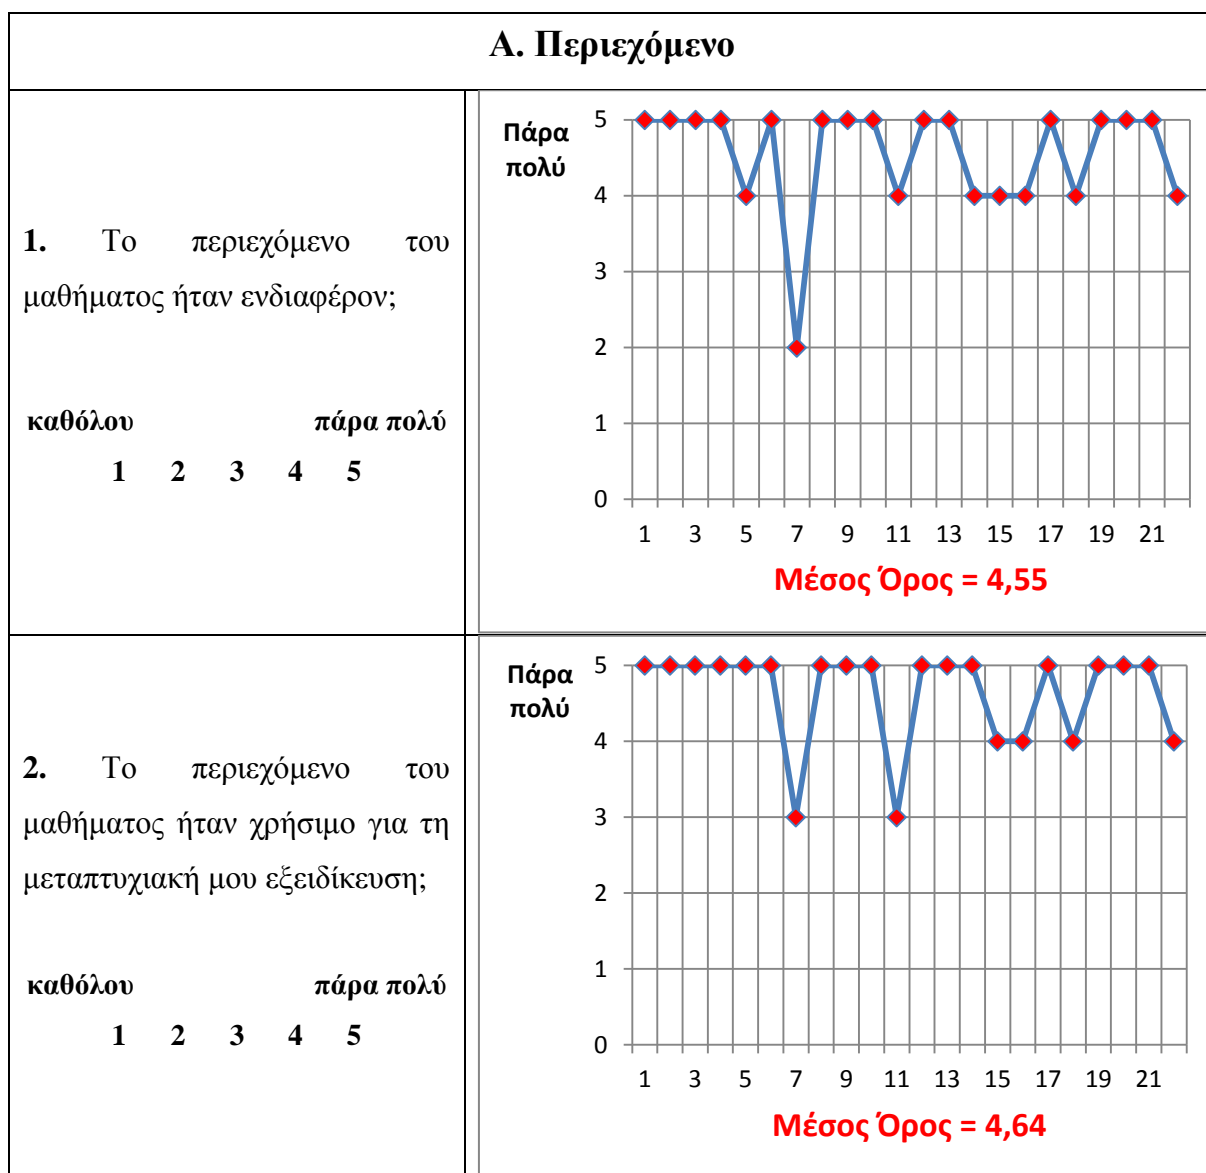 Α. Περιεχόμενο
1. Το περιεχόμενο του
μαθήματος ήταν ενδιαφέρον;
καθόλου πάρα πολύ
1 2 3 4 5
Πάρα
πολύ
5
4
3
2
1
0
1 3 5 7 9 11 13 15 17 19 21
Μέσος Όρος = 4,55
2. Το περιεχόμενο του
μαθήματος ήταν χρήσιμο για τη
μεταπτυχιακή μου εξειδίκευση;
καθόλου πάρα πολύ
1 2 3 4 5
Πάρα
πολύ
5
4
3
2
1
0
1 3 5 7 9 11 13 15 17 19 21
Μέσος Όρος = 4,64